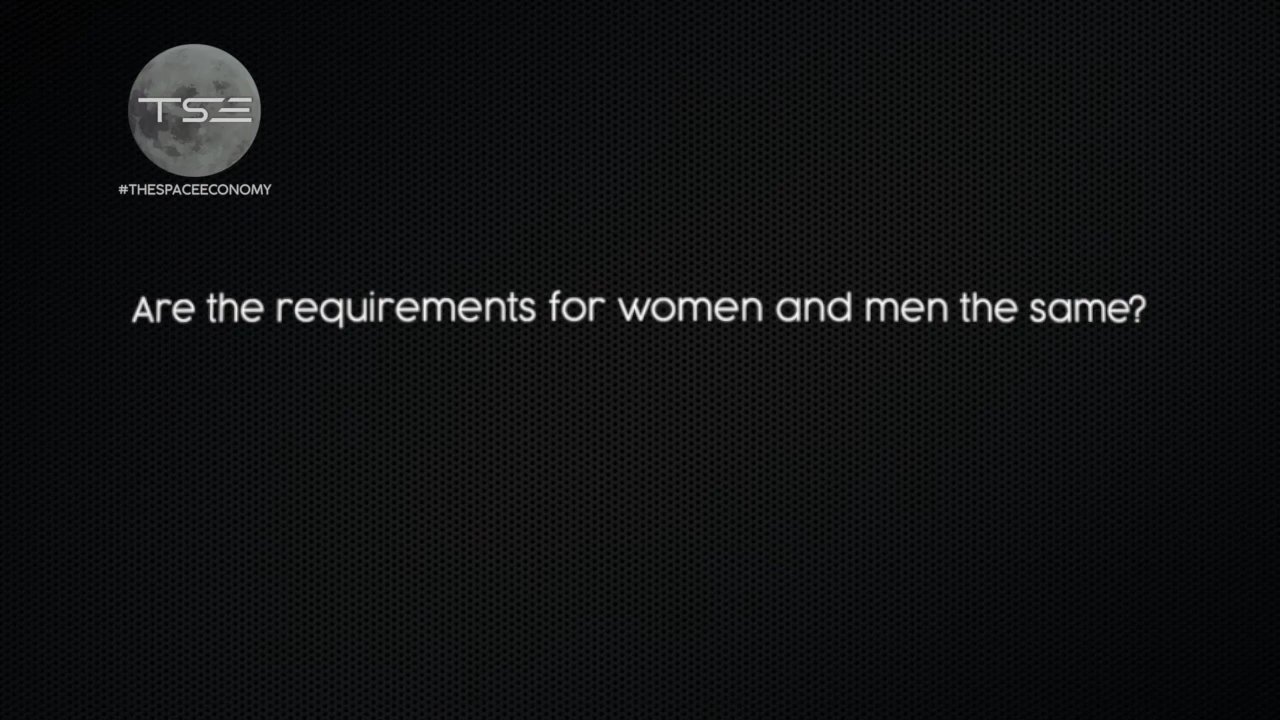 TSE
#THESPACEECONOMY
Are the requirements for women and men the same?